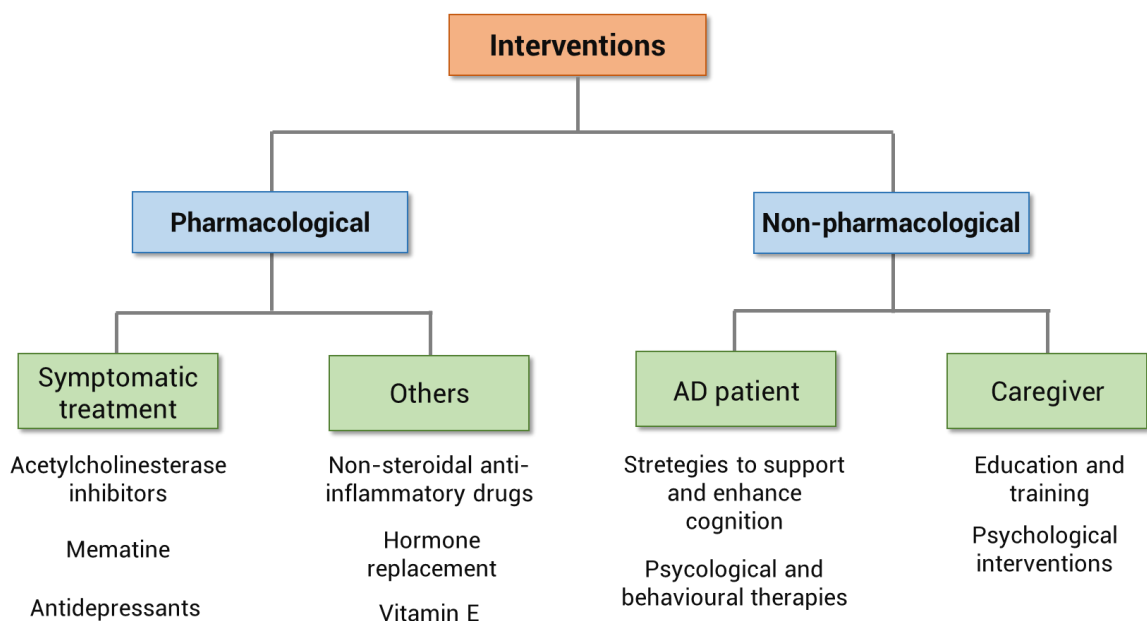 Interventions
Pharmacological
Non-pharmacological
Symptomatic
treatment
Others
AD patient
Caregiver
Acetylcholinesterase
inhibitors
Mematine
Antidepressants
Non-steroidal anti-
inflammatory drugs
Hormone
replacement
Vitamin E
Stretegies to support
and enhance
cognition
Psycological and
behavioural therapies
Education and
training
Psychological
interventions